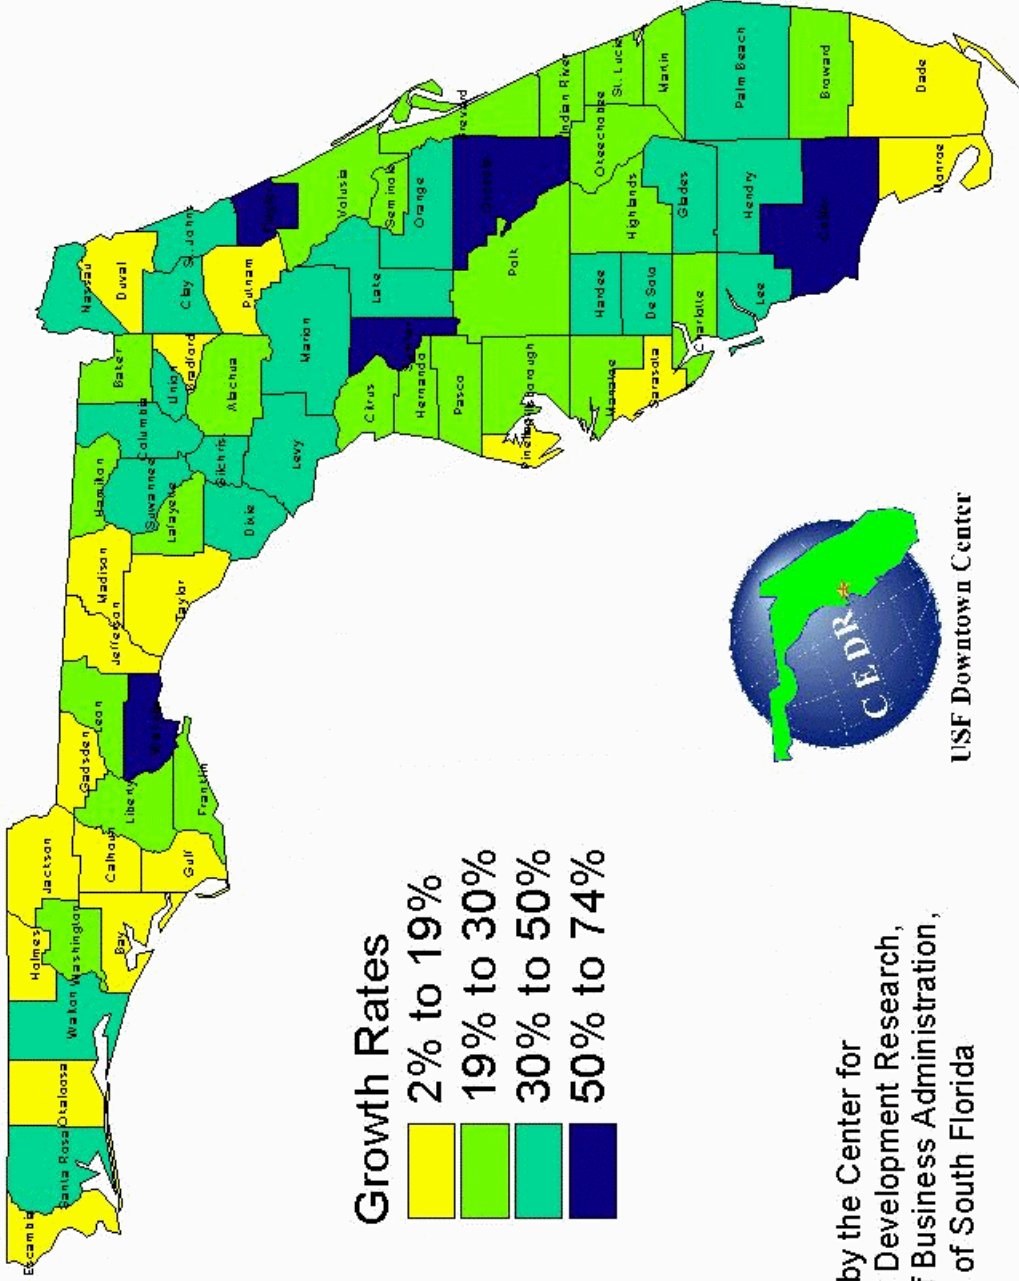 Escambia
Santa Rosa
Okaloosa
Walton
Holmes
Washington
Bay
Jackson
Calhoun
Gulf
Gadsden
Liberty
Franklin
Leon
Jefferson
Madison
Taylor
Hamilton
Suwannee
Lafayette
Dixie
Columbia
Gilchrist
Levy
Baker
Union
Bradford
Alachua
Nassau
Duval
Clay
St. Johns
Putnam
Marion
Volusia
Seminole
Lake
Orange
Citrus
Hernando
Pasco
Pinellas
Hillsborough
Polk
Brevard
Indian River
Okeechobee
St. Lucie
Martin
Manatee
Hardee
Highlands
Sarasota
De Soto
Charlotte
Glades
Lee
Hendry
Palm Beach
Broward
Monroe
Dade
Growth Rates
2% to 19%
19% to 30%
30% to 50%
50% to 74%
CEDR
USF Downtown Center
by the Center for
Development Research,
Business Administration,
of South Florida